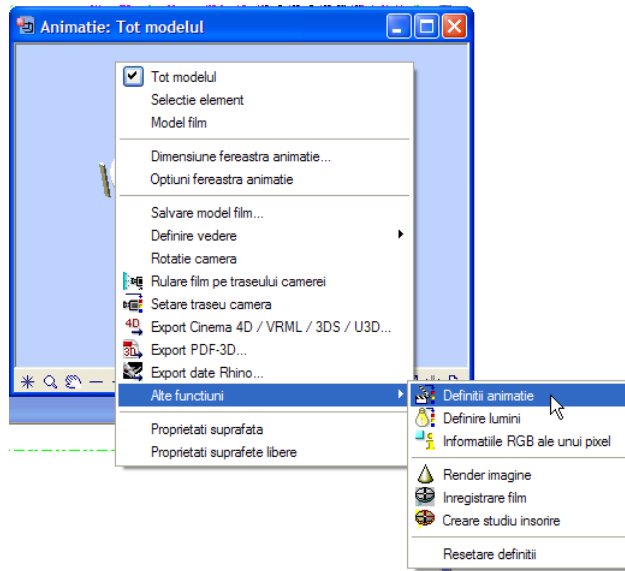 Animatie: Tot modelul
Tot modelul
Selectie element
Model film
Dimensiune fereastra animatie...
Optiuni fereastra animatie
Salvare model film...
Definire vedere
Rotatie camera
Rulare film pe traseului camerei
Setare traseu camera
4D Export Cinema 4D / VRML / 3DS / U3D...
3D Export PDF-3D...
Export date Rhino...
Alte functiuni
Proprietati suprafata
Proprietati suprafete libere
Definitii animatie
Definire lumini
Informatiile RGB ale unui pixel
Render imagine
Inregistrare film
Creare studiu insorire
Resetare definitii